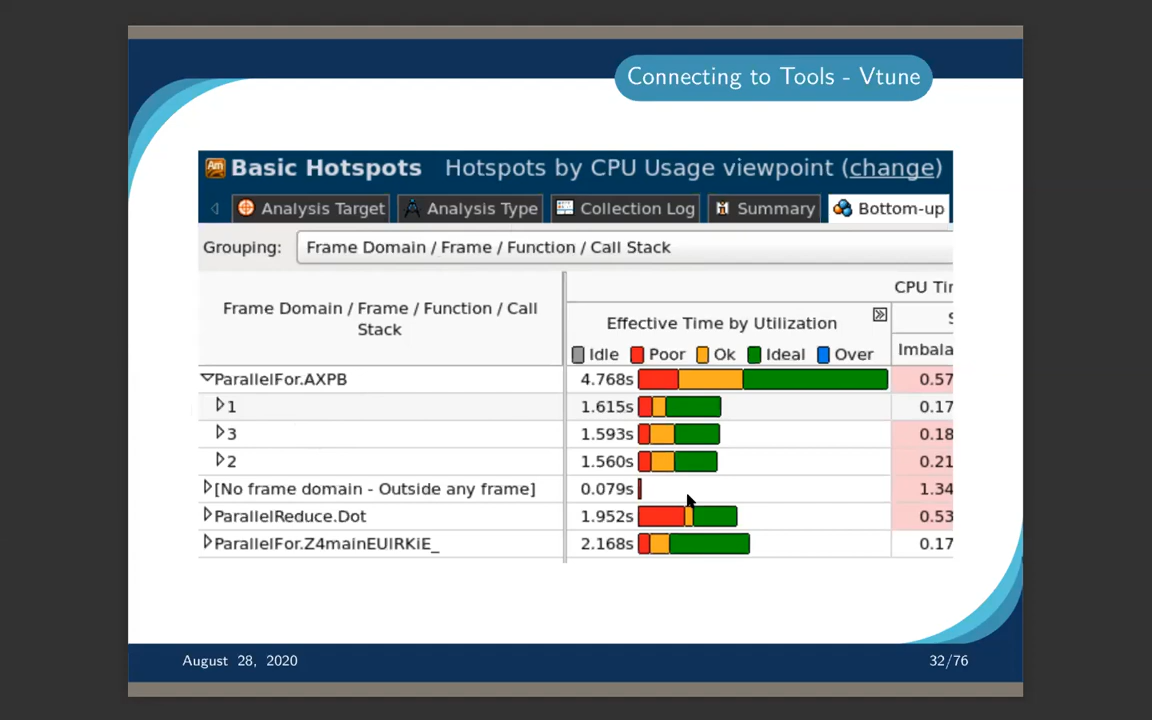 Connecting to Tools - Vtune
Basic Hotspots Hotspots by CPU Usage viewpoint (change)
Analysis Target Analysis Type Collection Log Summary Bottom-up
Grouping: Frame Domain / Frame / Function / Call Stack
CPU Tir
Frame Domain / Frame / Function / Call
Stack
Effective Time by Utilization
S
Idle Poor Ok Ideal Over
Imbala
ParallelFor.AXPB 4.768s 0.57
1 1.615s 0.17
3 1.593s 0.18
2 1.560s 0.21
[No frame domain - Outside any frame] 0.079s 1.34
ParallelReduce.Dot 1.952s 0.53
ParallelFor.Z4mainEUlRKiE_ 2.168s 0.17
August 28, 2020 32/76